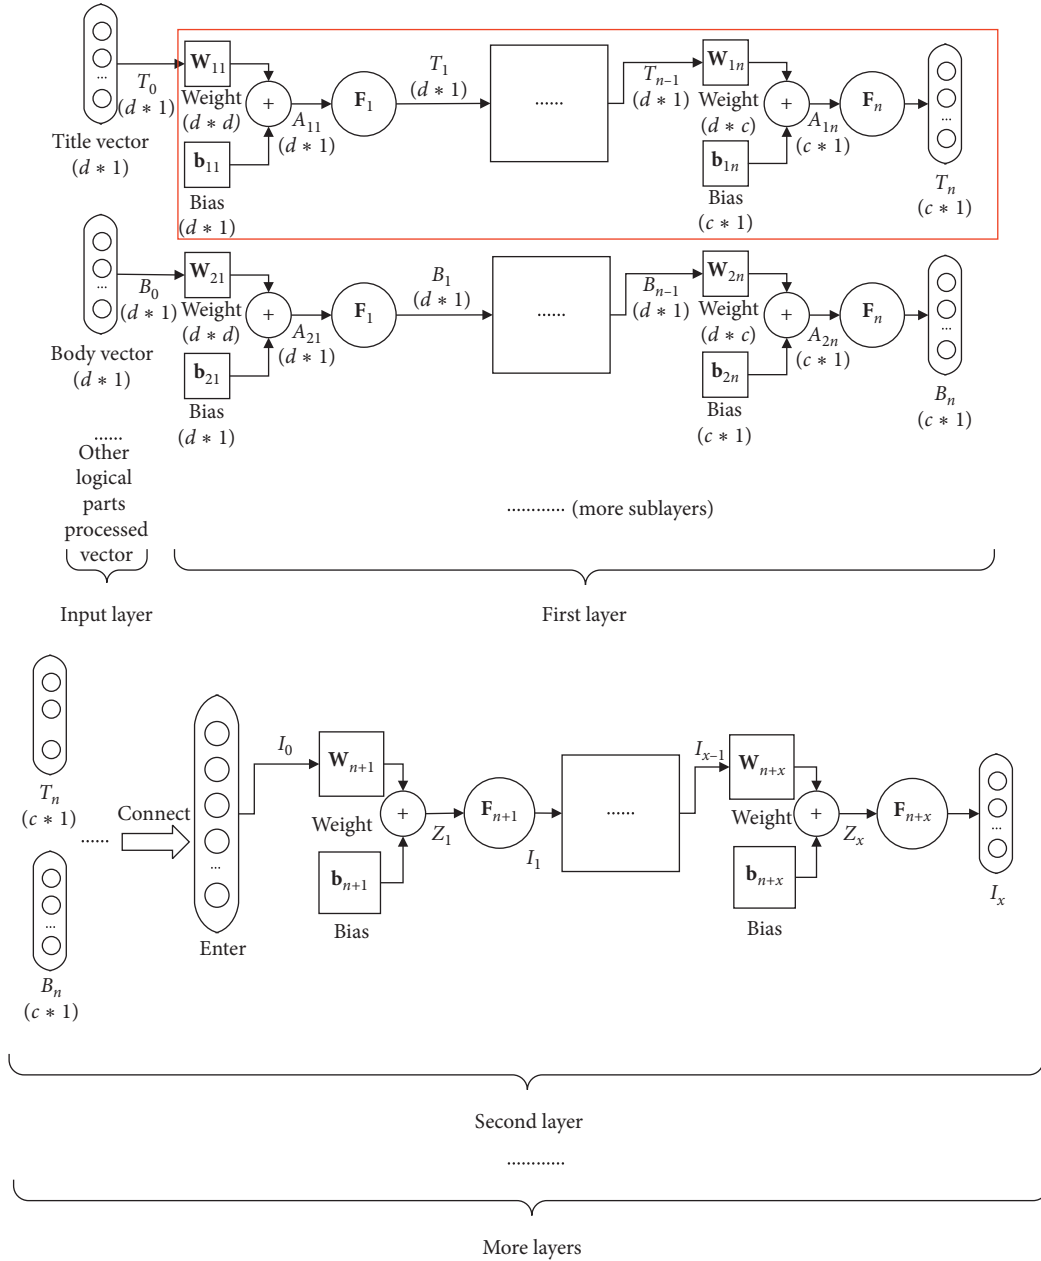 T0
(d * 1)
Title vector
(d * 1)
W11
Weight
(d * d)
b11
Bias
(d * 1)
+
A11
(d * 1)
F1
T1
(d * 1)
......
Tn–1
(d * 1)
W1n
Weight
(d * c)
b1n
Bias
(c * 1)
+
A1n
(c * 1)
Fn
...
Tn
(c * 1)
B0
(d * 1)
Body vector
(d * 1)
W21
Weight
(d * d)
b21
Bias
(d * 1)
+
A21
(d * 1)
F1
B1
(d * 1)
......
Bn–1
(d * 1)
W2n
Weight
(d * c)
b2n
Bias
(c * 1)
+
A2n
(c * 1)
Fn
...
Bn
(c * 1)
......
Other
logical
parts
processed
vector
............ (more sublayers)
Input layer
First layer
Tn
(c * 1)
......
...
Bn
(c * 1)
Connect
...
Enter
I0
Wn+1
Weight
bn+1
Bias
+
Z1
Fn+1
I1
......
Ix–1
Wn+x
Weight
bn+x
Bias
+
Zx
Fn+x
...
Ix
Second layer
............
More layers